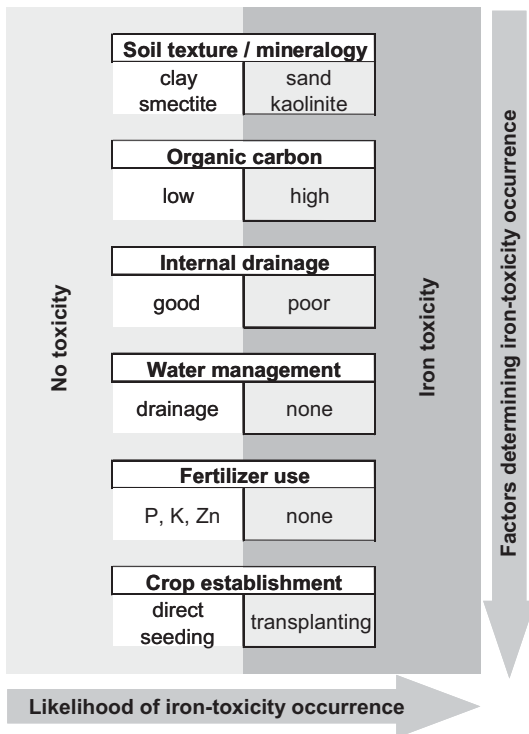 Soil texture / mineralogy
clay
smectite
sand
kaolinite
Organic carbon
low
high
Internal drainage
good
poor
Water management
drainage
none
Fertilizer use
P, K, Zn
none
Crop establishment
direct
seeding
transplanting
No toxicity
Iron toxicity
Factors determining iron-toxicity occurrence
Likelihood of iron-toxicity occurrence